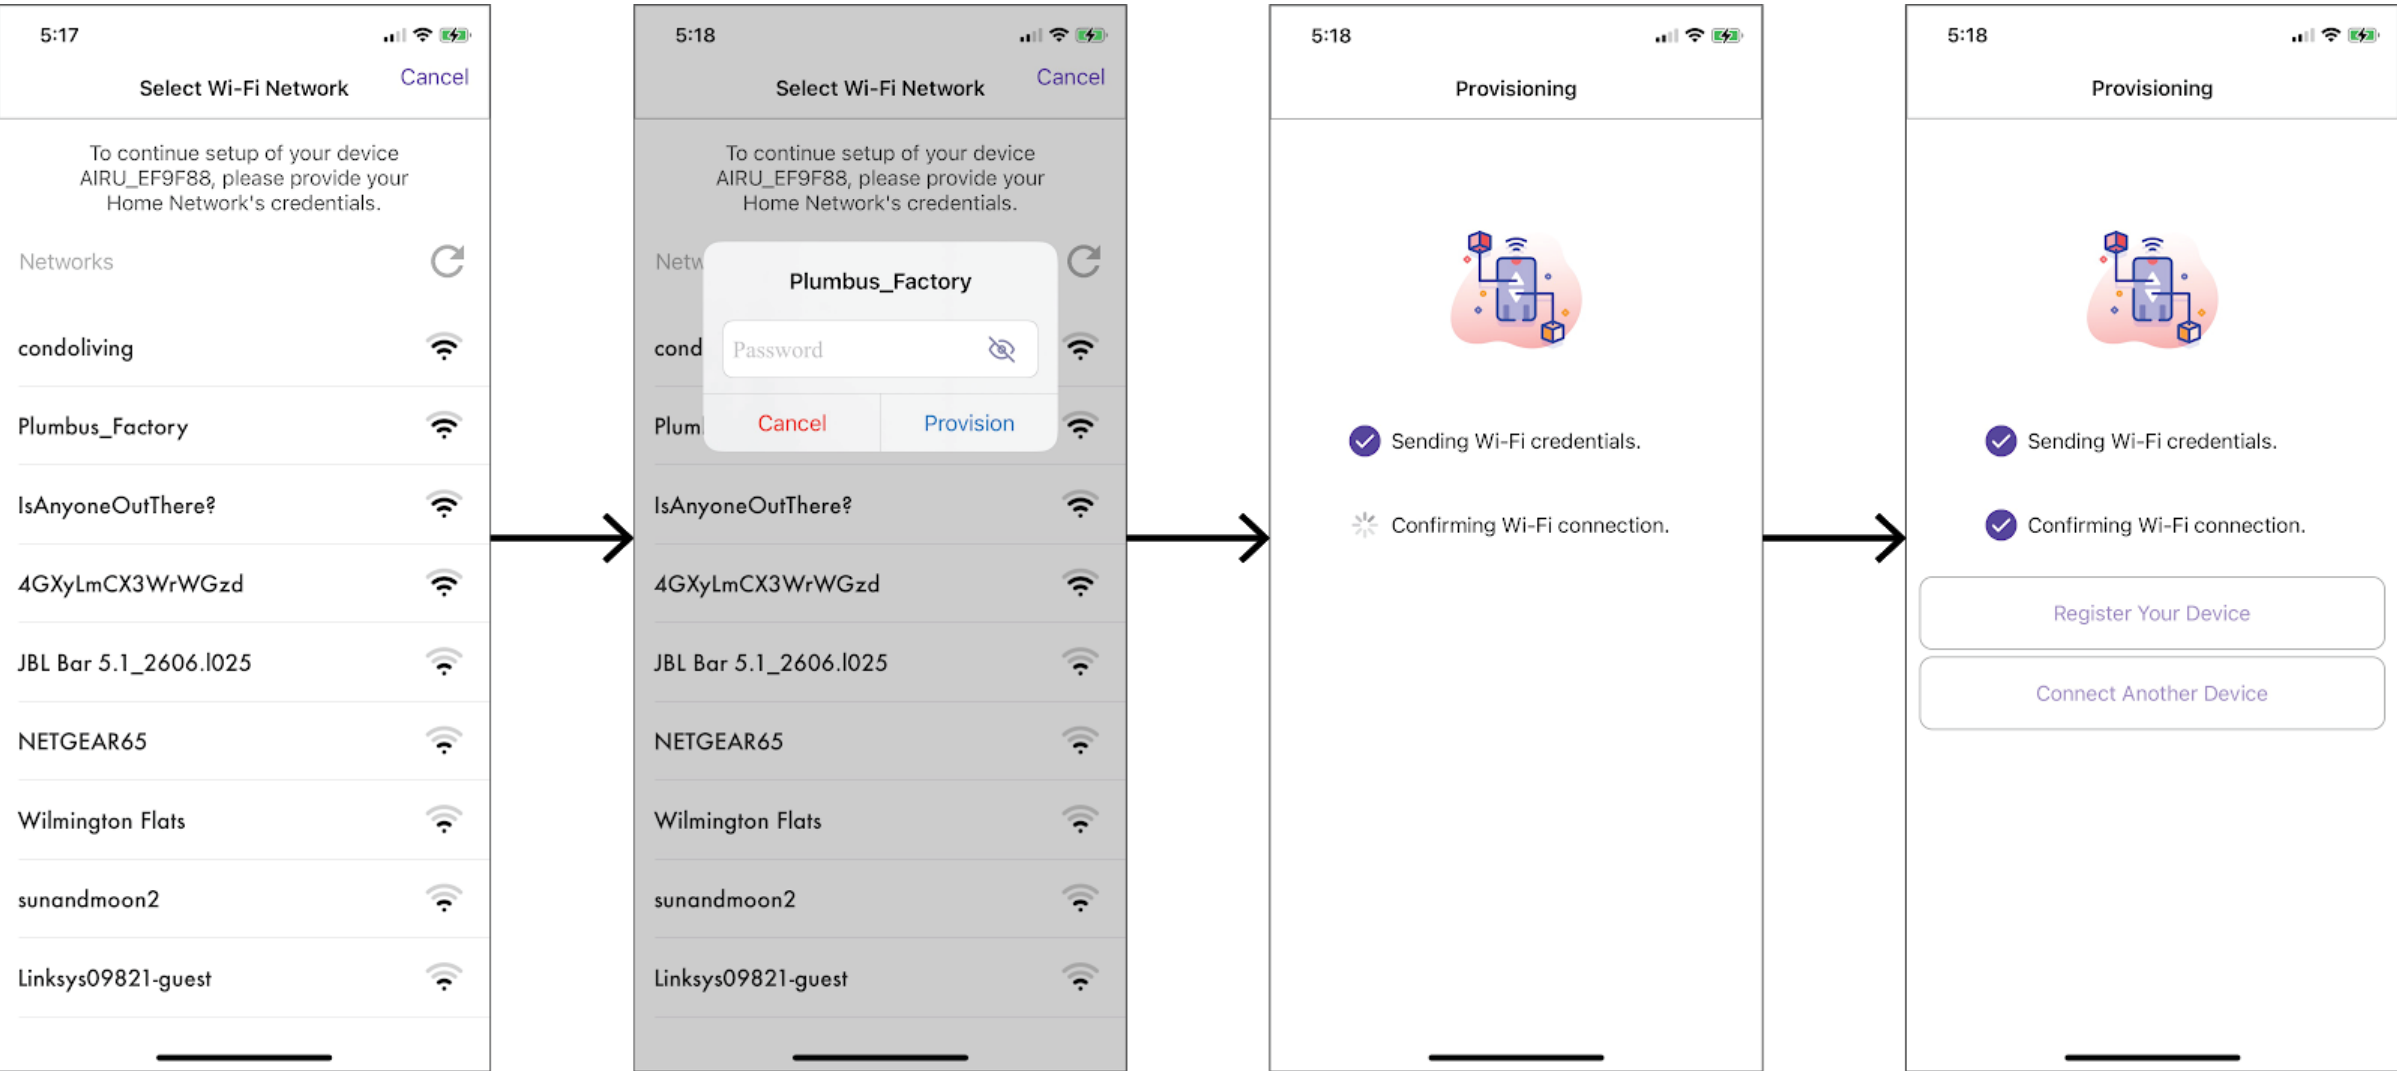 5:17
Select Wi-Fi Network
Cancel
To continue setup of your device
AIRU_EF9F88, please provide your
Home Network's credentials.
Networks
condoliving
Plumbus_Factory
IsAnyoneOutThere?
4GXyLmCX3WrWGzd
JBL Bar 5.1_2606.l025
NETGEAR65
Wilmington Flats
sunandmoon2
Linksys09821-guest
5:18
Select Wi-Fi Network
Cancel
To continue setup of your device
AIRU_EF9F88, please provide your
Home Network's credentials.
Netw
Plumbus_Factory
cond
Password
Plum
Cancel
Provision
IsAnyoneOutThere?
4GXyLmCX3WrWGzd
JBL Bar 5.1_2606.l025
NETGEAR65
Wilmington Flats
sunandmoon2
Linksys09821-guest
5:18
Provisioning
Sending Wi-Fi credentials.
Confirming Wi-Fi connection.
5:18
Provisioning
Sending Wi-Fi credentials.
Confirming Wi-Fi connection.
Register Your Device
Connect Another Device